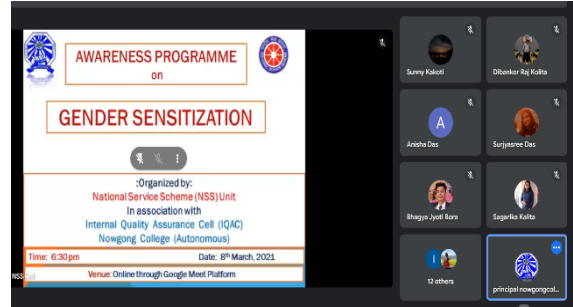 AWARENESS PROGRAMME
on
GENDER SENSITIZATION
:Organized by:
National Service Scheme (NSS) Unit
In association with
Internal Quality Assurance Cell (IQAC)
Nowgong College (Autonomous)
Time: 6:30 pm Date: 8th March, 2021
Venue: Online through Google Meet Platform
NSS
Sunny Kakoti
Dibankar Raj Kalita
A
Anisha Das
Surjyasree Das
Bhagya Jyoti Bora
Sagarika Kalita
I
12 others
principal nowgongcol...